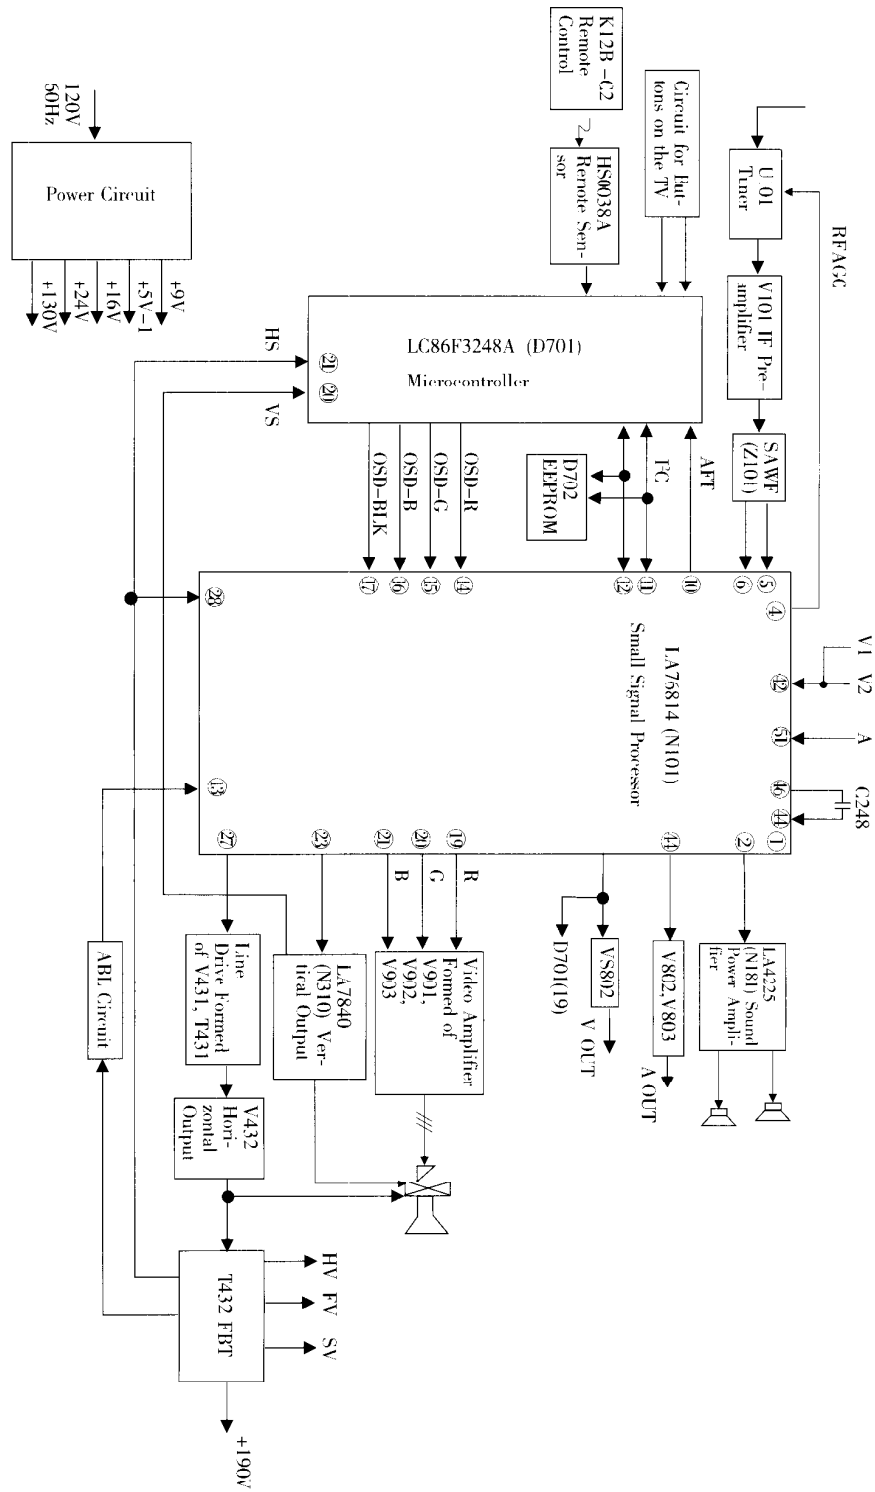 K12B-C2
Remote
Control
HS0038A
Remote Sen-
sor
Circuit for But-
tons on the TV
U 01
Tuner
RFAGC
V101 IF Pre-
amplifier
SAWF
(Z101)
120V
50Hz
Power Circuit
+9V
+5V-1
+16V
+24V
+130V
LC86F3248A (D701)
Microcontroller
21
20
HS
VS
OSD-BLK
OSD-B
OSD-G
OSD-R
D702
EEPROM
I²C
AFT
LA76814 (N101)
Small Signal Processor
28
17
16
15
14
12
11
10
6
5
4
42
51
46
44
1
V1
V2
A
C248
13
27
23
21
20
19
44
2
B
G
R
D701(19)
VS802
V OUT
V802,V803
A OUT
LA4225
(N181) Sound
Power Ampli-
fier
Video Amplifier
Formed of
V901,
V902,
V903
LA7840
(N310) Ver-
tical Output
Line
Drive Formed
of V431, T431
V432
Hori-
zontal
Output
ABL Circuit
T432 FBT
HV
FV
SV
+190V